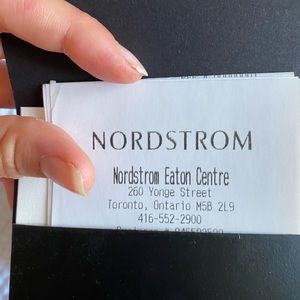 NORDSTROM
Nordstrom Eaton Centre
260 Yonge Street
Toronto, Ontario M5B 2L9
416-552-2900